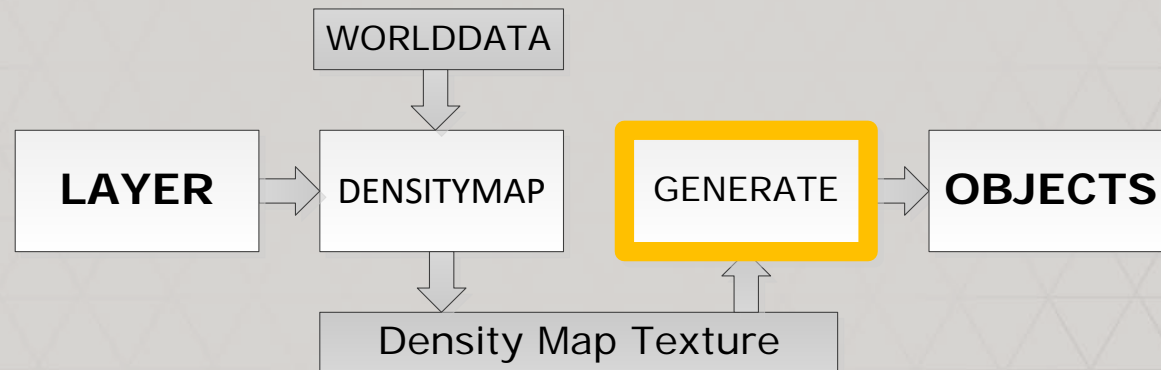 WORLDDATA
LAYER
DENSITYMAP
GENERATE
OBJECTS
Density Map Texture